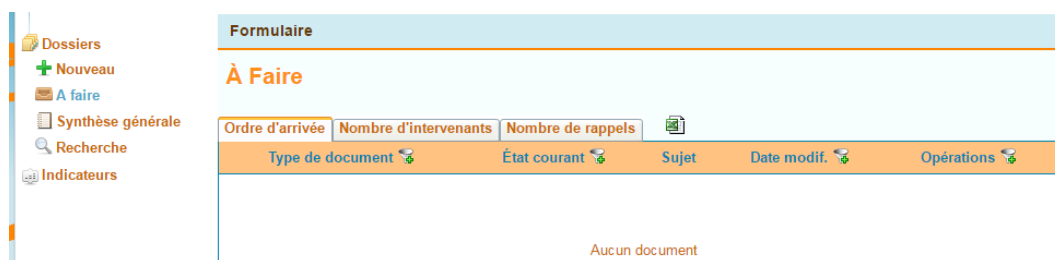 Dossiers
Nouveau
A faire
Synthèse générale
Recherche
Indicateurs
Formulaire
À Faire
Ordre d'arrivée Nombre d'intervenants Nombre de rappels
Type de document État courant Sujet Date modif. Opérations
Aucun document